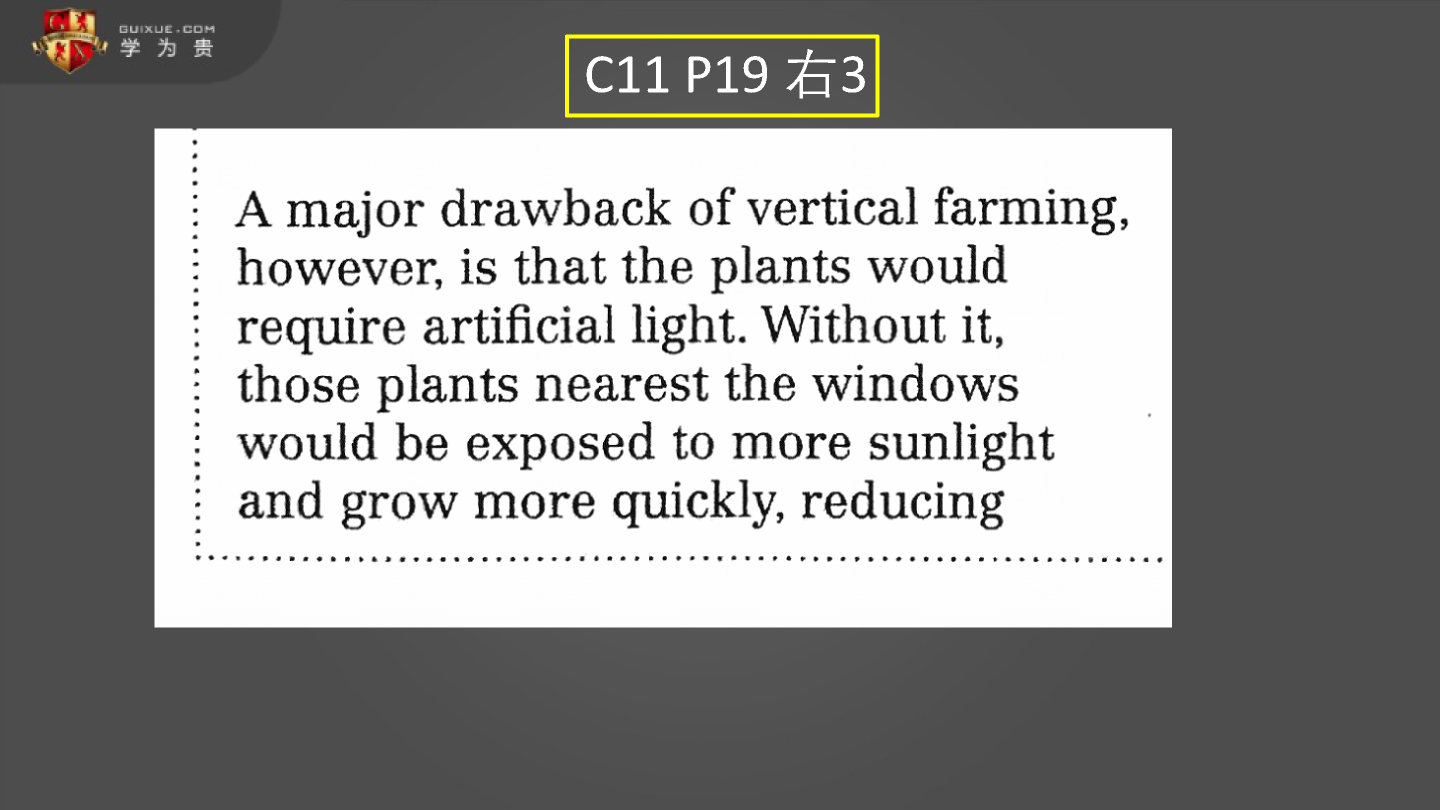 GUIXUE.COM
学为贵
C11 P19 右3
A major drawback of vertical farming,
however, is that the plants would
require artificial light. Without it,
those plants nearest the windows
would be exposed to more sunlight
and grow more quickly, reducing